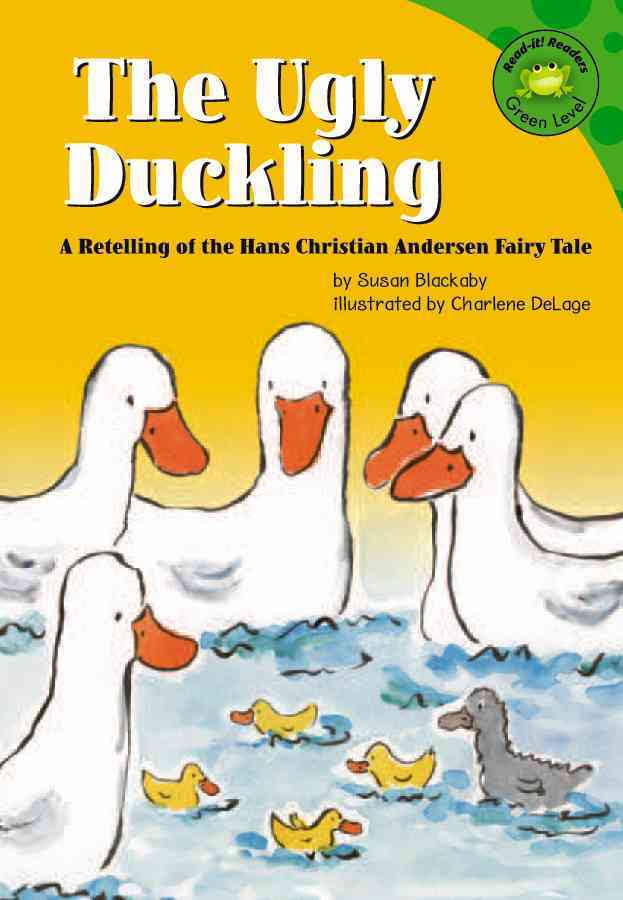 Read-it! Readers
Green Level
The Ugly
Duckling
A Retelling of the Hans Christian Andersen Fairy Tale
by Susan Blackaby
illustrated by Charlene DeLage